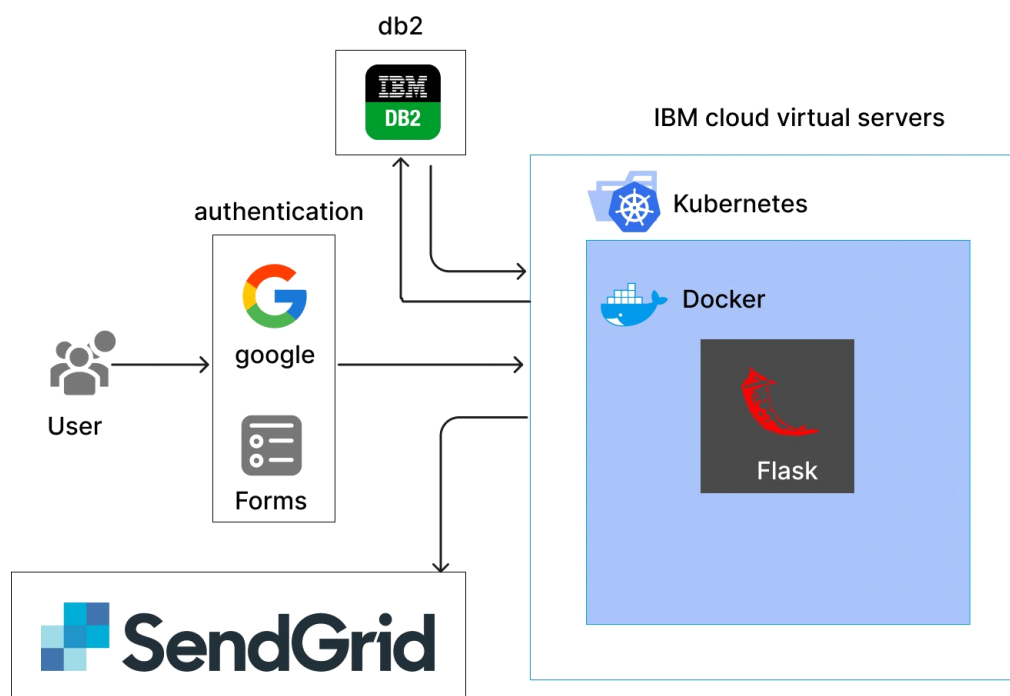 db2
IBM
DB2
IBM cloud virtual servers
Kubernetes
authentication
Docker
google
User
Flask
Forms
SendGrid